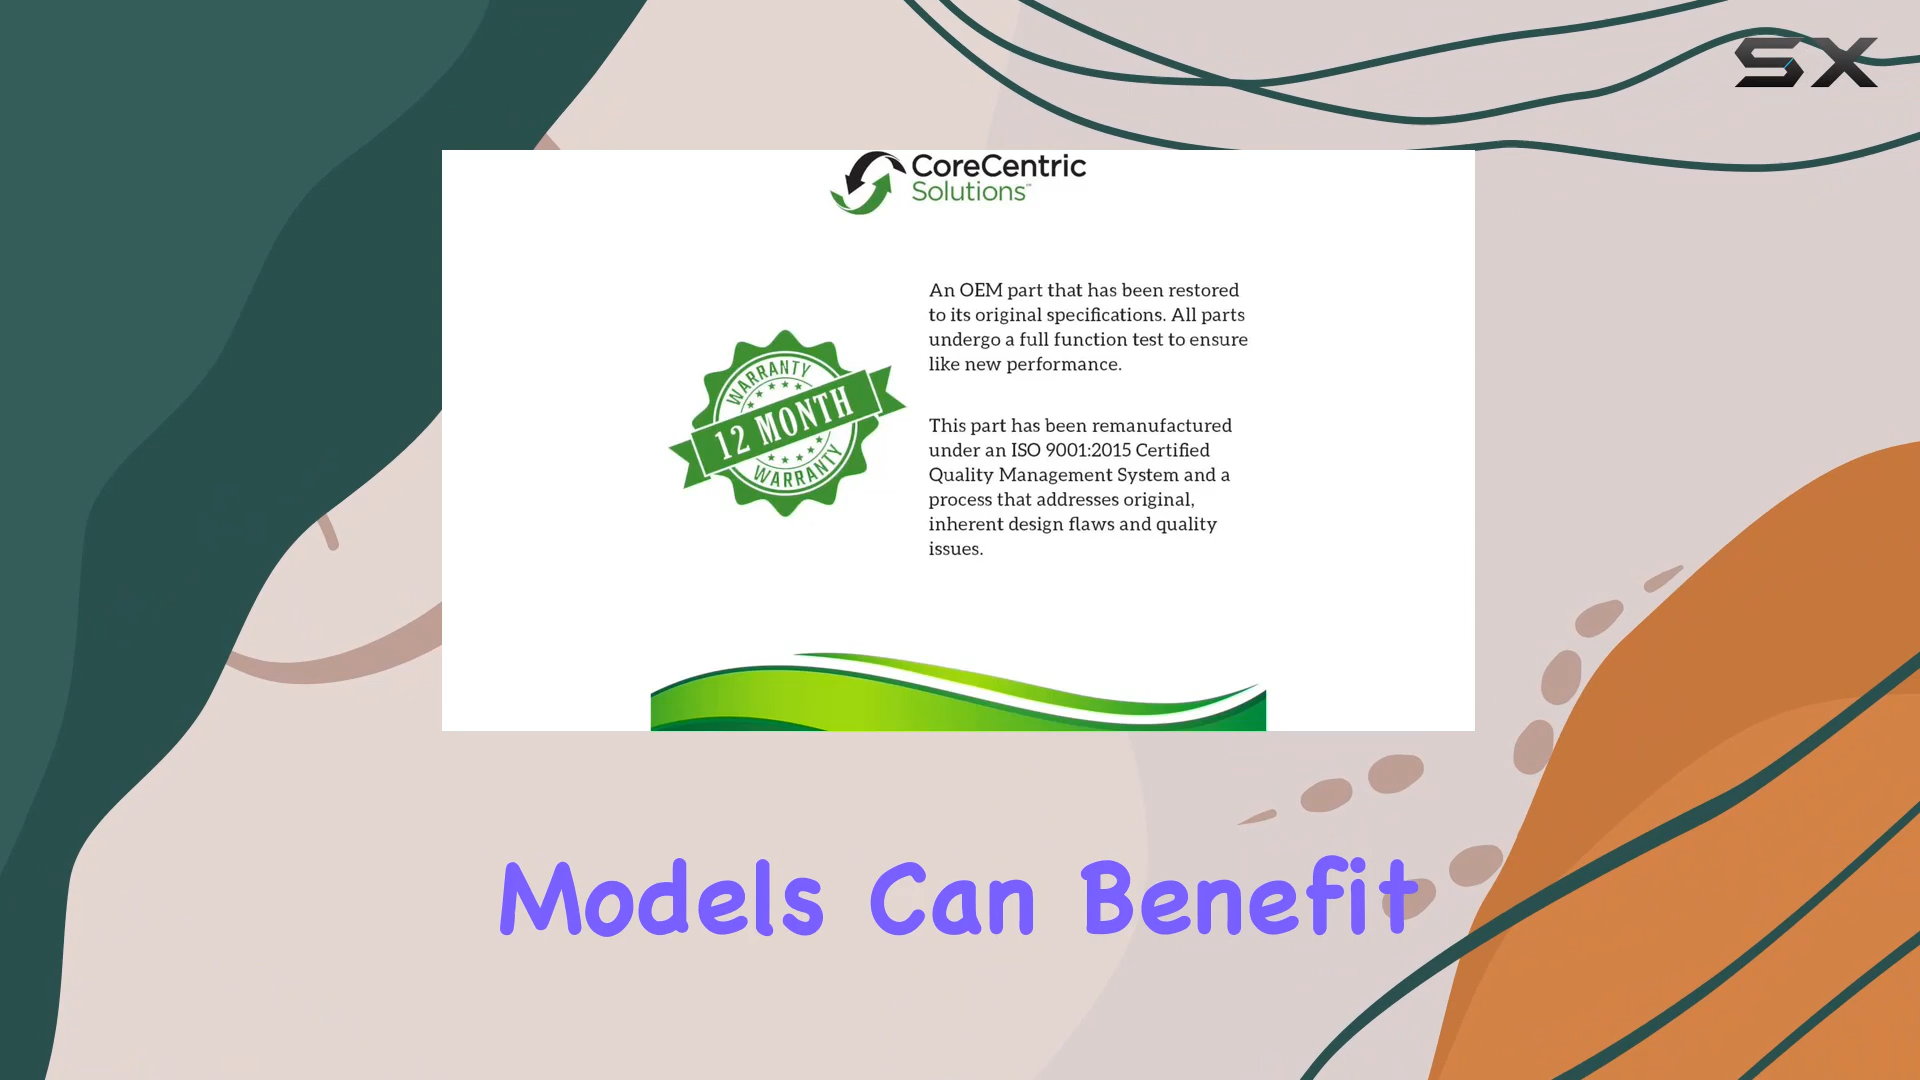 SX
CoreCentric
Solutions™
An OEM part that has been restored
to its original specifications. All parts
undergo a full function test to ensure
like new performance.
WARRANTY
12 MONTH
WARRANTY
This part has been remanufactured
under an ISO 9001:2015 Certified
Quality Management System and a
process that addresses original,
inherent design flaws and quality
issues.
Models Can Benefit